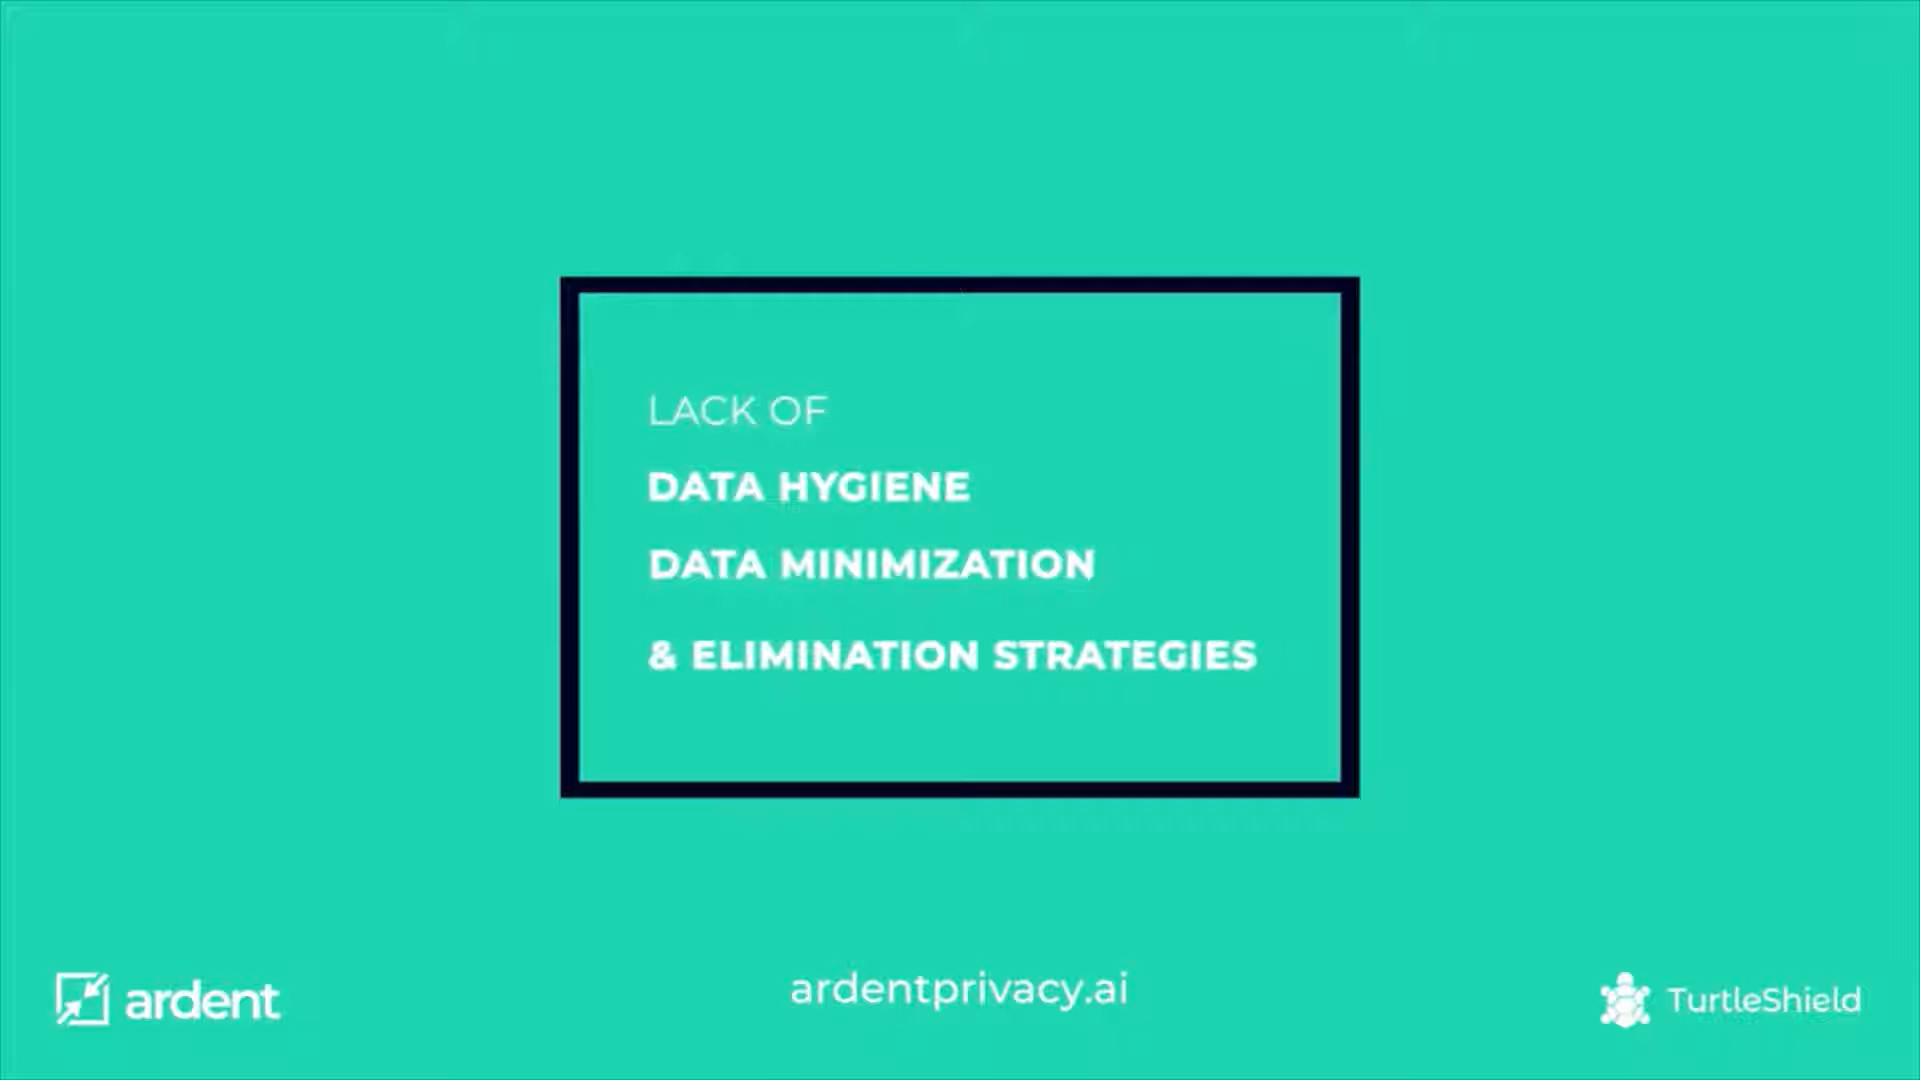 LACK OF
DATA HYGIENE
DATA MINIMIZATION
& ELIMINATION STRATEGIES
ardent
ardentprivacy.ai
TurtleShield